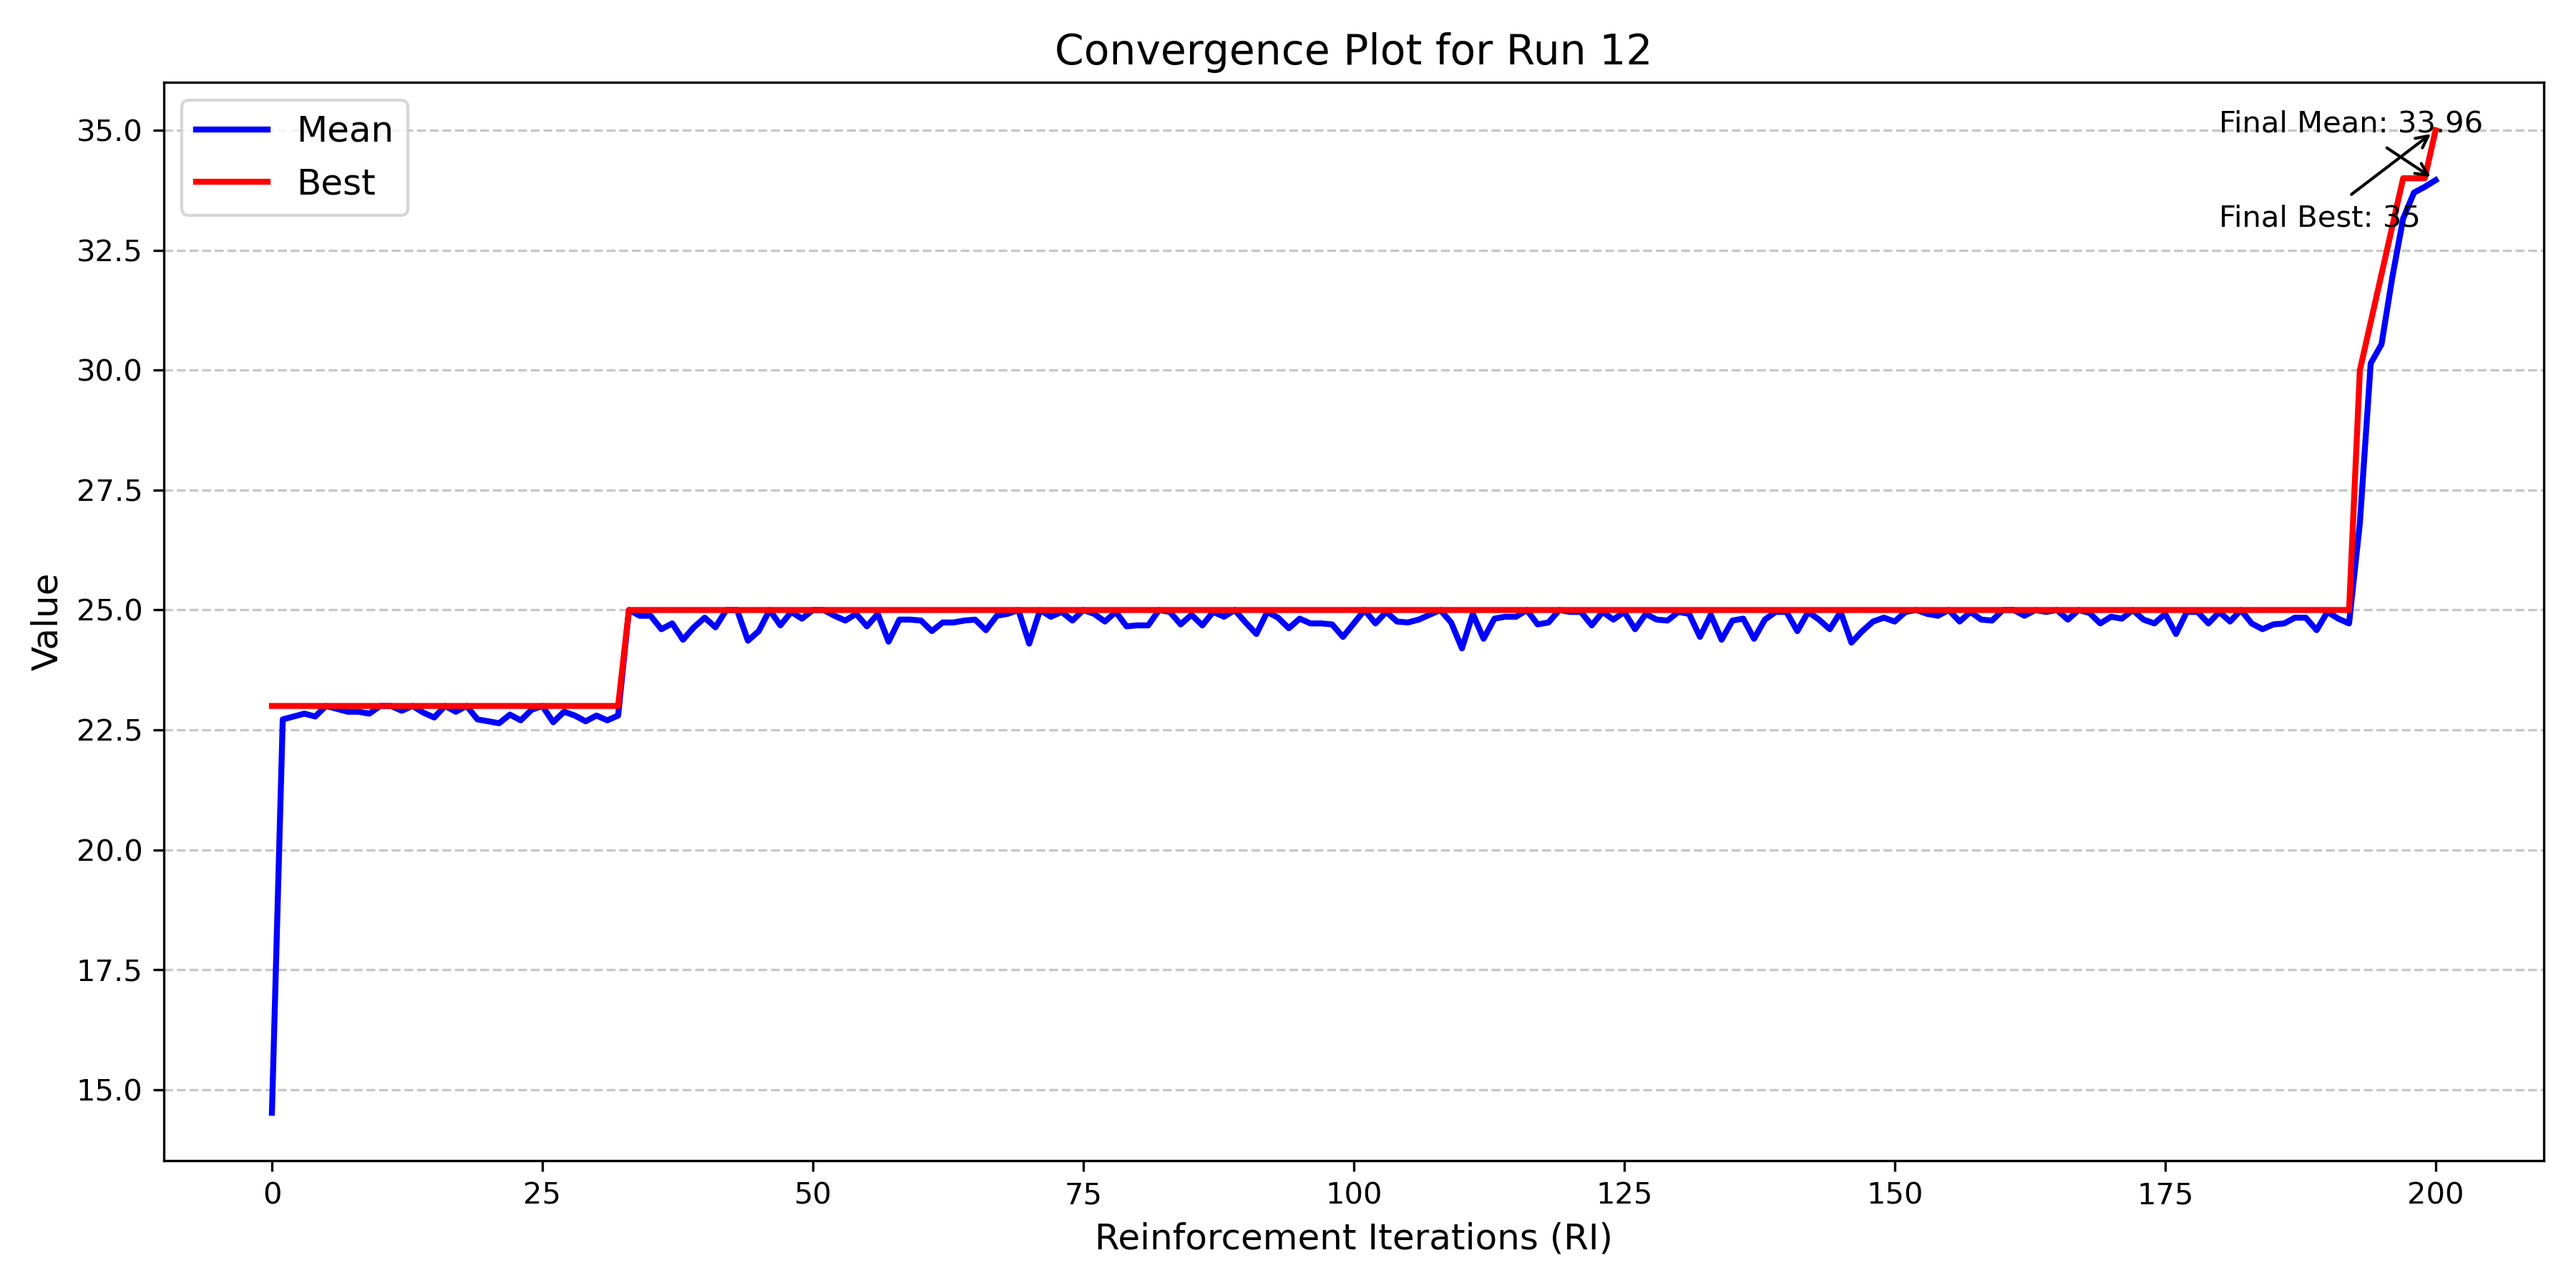 Convergence Plot for Run 12
Mean
Best
Final Mean: 33.96
Final Best: 35
35.0
32.5
30.0
27.5
25.0
22.5
20.0
17.5
15.0
Value
0 25 50 75 100 125 150 175 200
Reinforcement Iterations (RI)